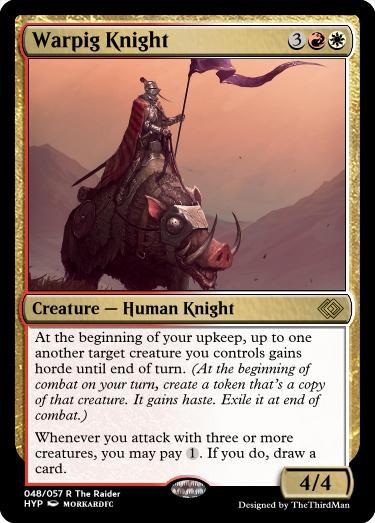 Warpig Knight 3
Creature — Human Knight
At the beginning of your upkeep, up to one
another target creature you controls gains
horde until end of turn. (At the beginning of
combat on your turn, create a token that's a copy
of that creature. It gains haste. Exile it at end
of combat.)
Whenever you attack with three or more
creatures, you may pay 1. If you do, draw a
card.
4/4
048/057 R The Raider
HYP MORKARDFC
Designed by TheThirdMan